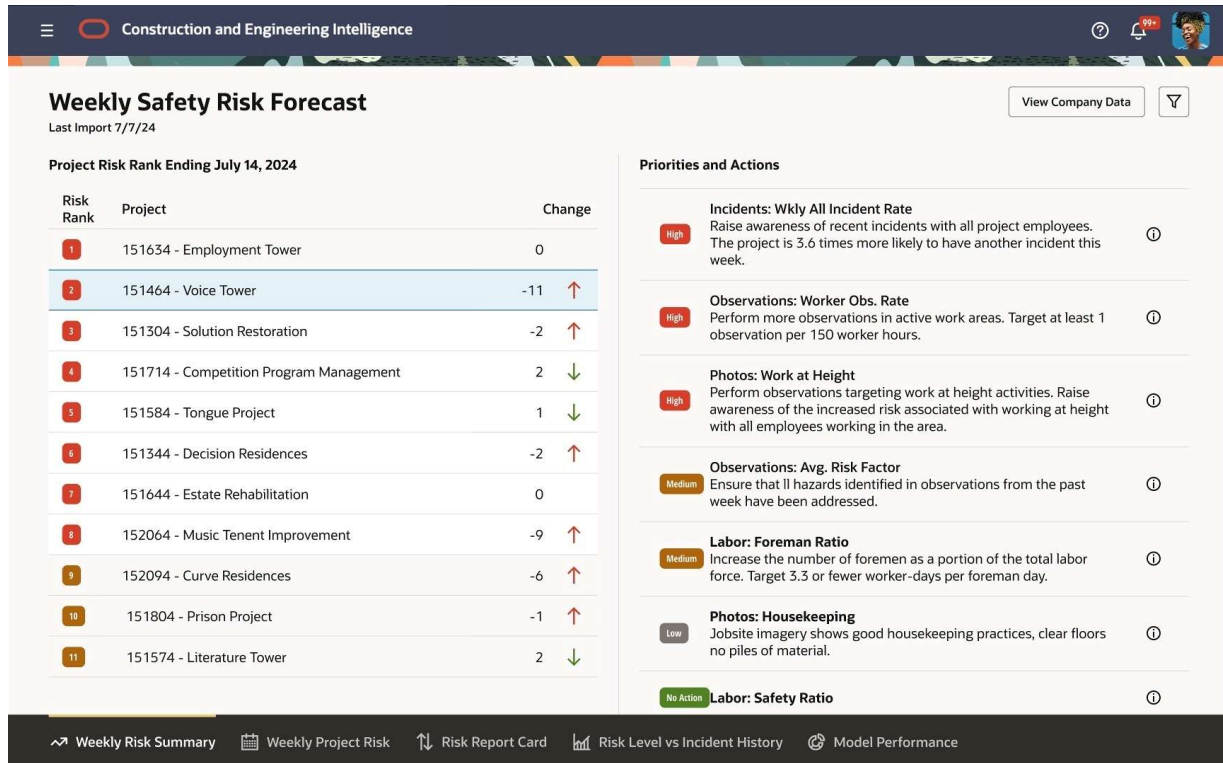 Construction and Engineering Intelligence
99+
Weekly Safety Risk Forecast
Last Import 7/7/24
View Company Data
Project Risk Rank Ending July 14, 2024
Risk Rank Project Change
1 151634 - Employment Tower 0
2 151464 - Voice Tower -11
3 151304 - Solution Restoration -2
4 151714 - Competition Program Management 2
5 151584 - Tongue Project 1
6 151344 - Decision Residences -2
7 151644 - Estate Rehabilitation 0
8 152064 - Music Tenent Improvement -9
9 152094 - Curve Residences -6
10 151804 - Prison Project -1
11 151574 - Literature Tower 2
Priorities and Actions
Incidents: Wkly All Incident Rate
High
Raise awareness of recent incidents with all project employees.
The project is 3.6 times more likely to have another incident this
week.
Observations: Worker Obs. Rate
High
Perform more observations in active work areas. Target at least 1
observation per 150 worker hours.
Photos: Work at Height
High
Perform observations targeting work at height activities. Raise
awareness of the increased risk associated with working at height
with all employees working in the area.
Observations: Avg. Risk Factor
Medium
Ensure that ll hazards identified in observations from the past
week have been addressed.
Labor: Foreman Ratio
Medium
Increase the number of foremen as a portion of the total labor
force. Target 3.3 or fewer worker-days per foreman day.
Photos: Housekeeping
Low
Jobsite imagery shows good housekeeping practices, clear floors
no piles of material.
No Action Labor: Safety Ratio
Weekly Risk Summary Weekly Project Risk Risk Report Card Risk Level vs Incident History Model Performance